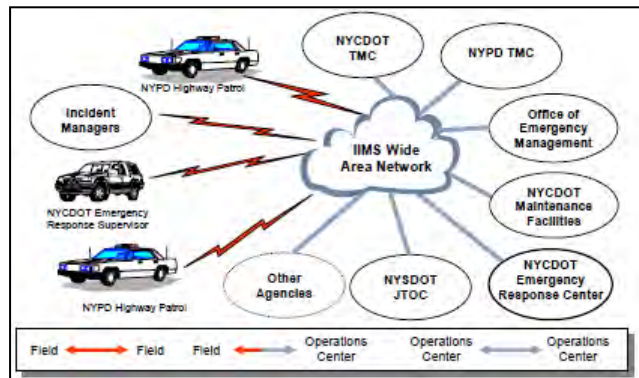 NYPD Highway Patrol
NYCDOT
TMC
NYPD TMC
Incident
Managers
IIMS Wide
Area Network
Office of
Emergency
Management
NYCDOT Emergency
Response Supervisor
NYCDOT
Maintenance
Facilities
NYPD Highway Patrol
Other
Agencies
NYSDOT
JTOC
NYCDOT
Emergency
Response Center
Field Field Field Operations Center Operations Center Operations Center